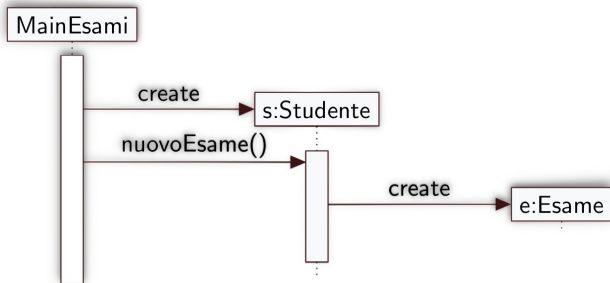 MainEsami
create
s:Studente
nuovoEsame()
create
e:Esame